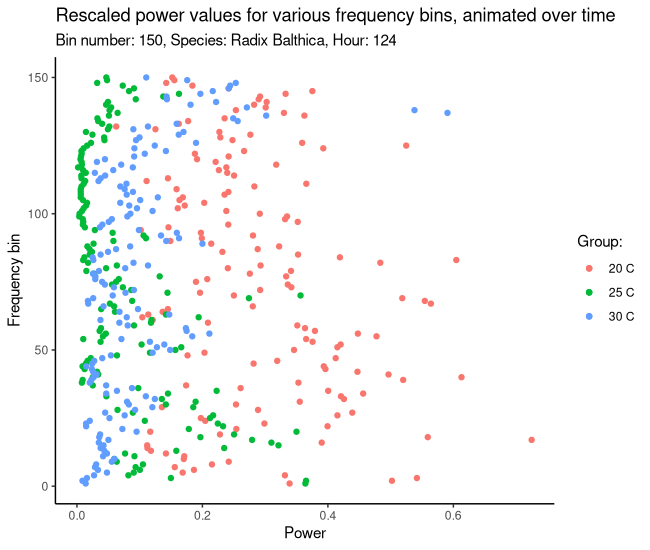 Rescaled power values for various frequency bins, animated over time
Bin number: 150, Species: Radix Balthica, Hour: 124
150
100
50
0
Frequency bin
0.0 0.2 0.4 0.6
Power
Group:
20 C
25 C
30 C